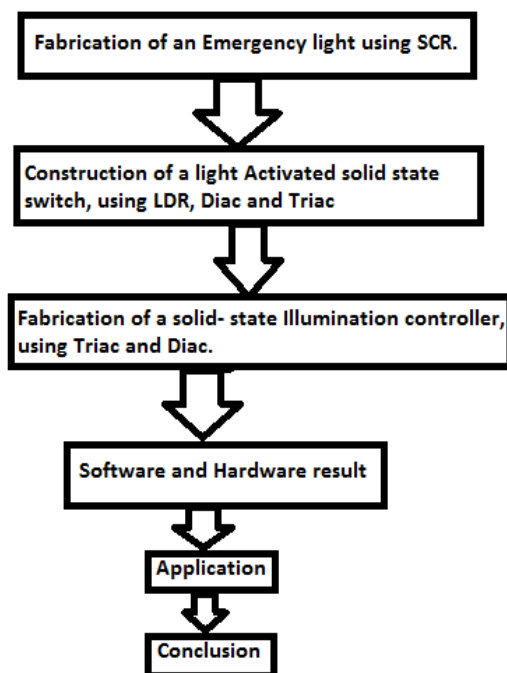 Fabrication of an Emergency light using SCR.
Construction of a light Activated solid state
switch, using LDR, Diac and Triac
Fabrication of a solid- state Illumination controller,
using Triac and Diac.
Software and Hardware result
Application
Conclusion